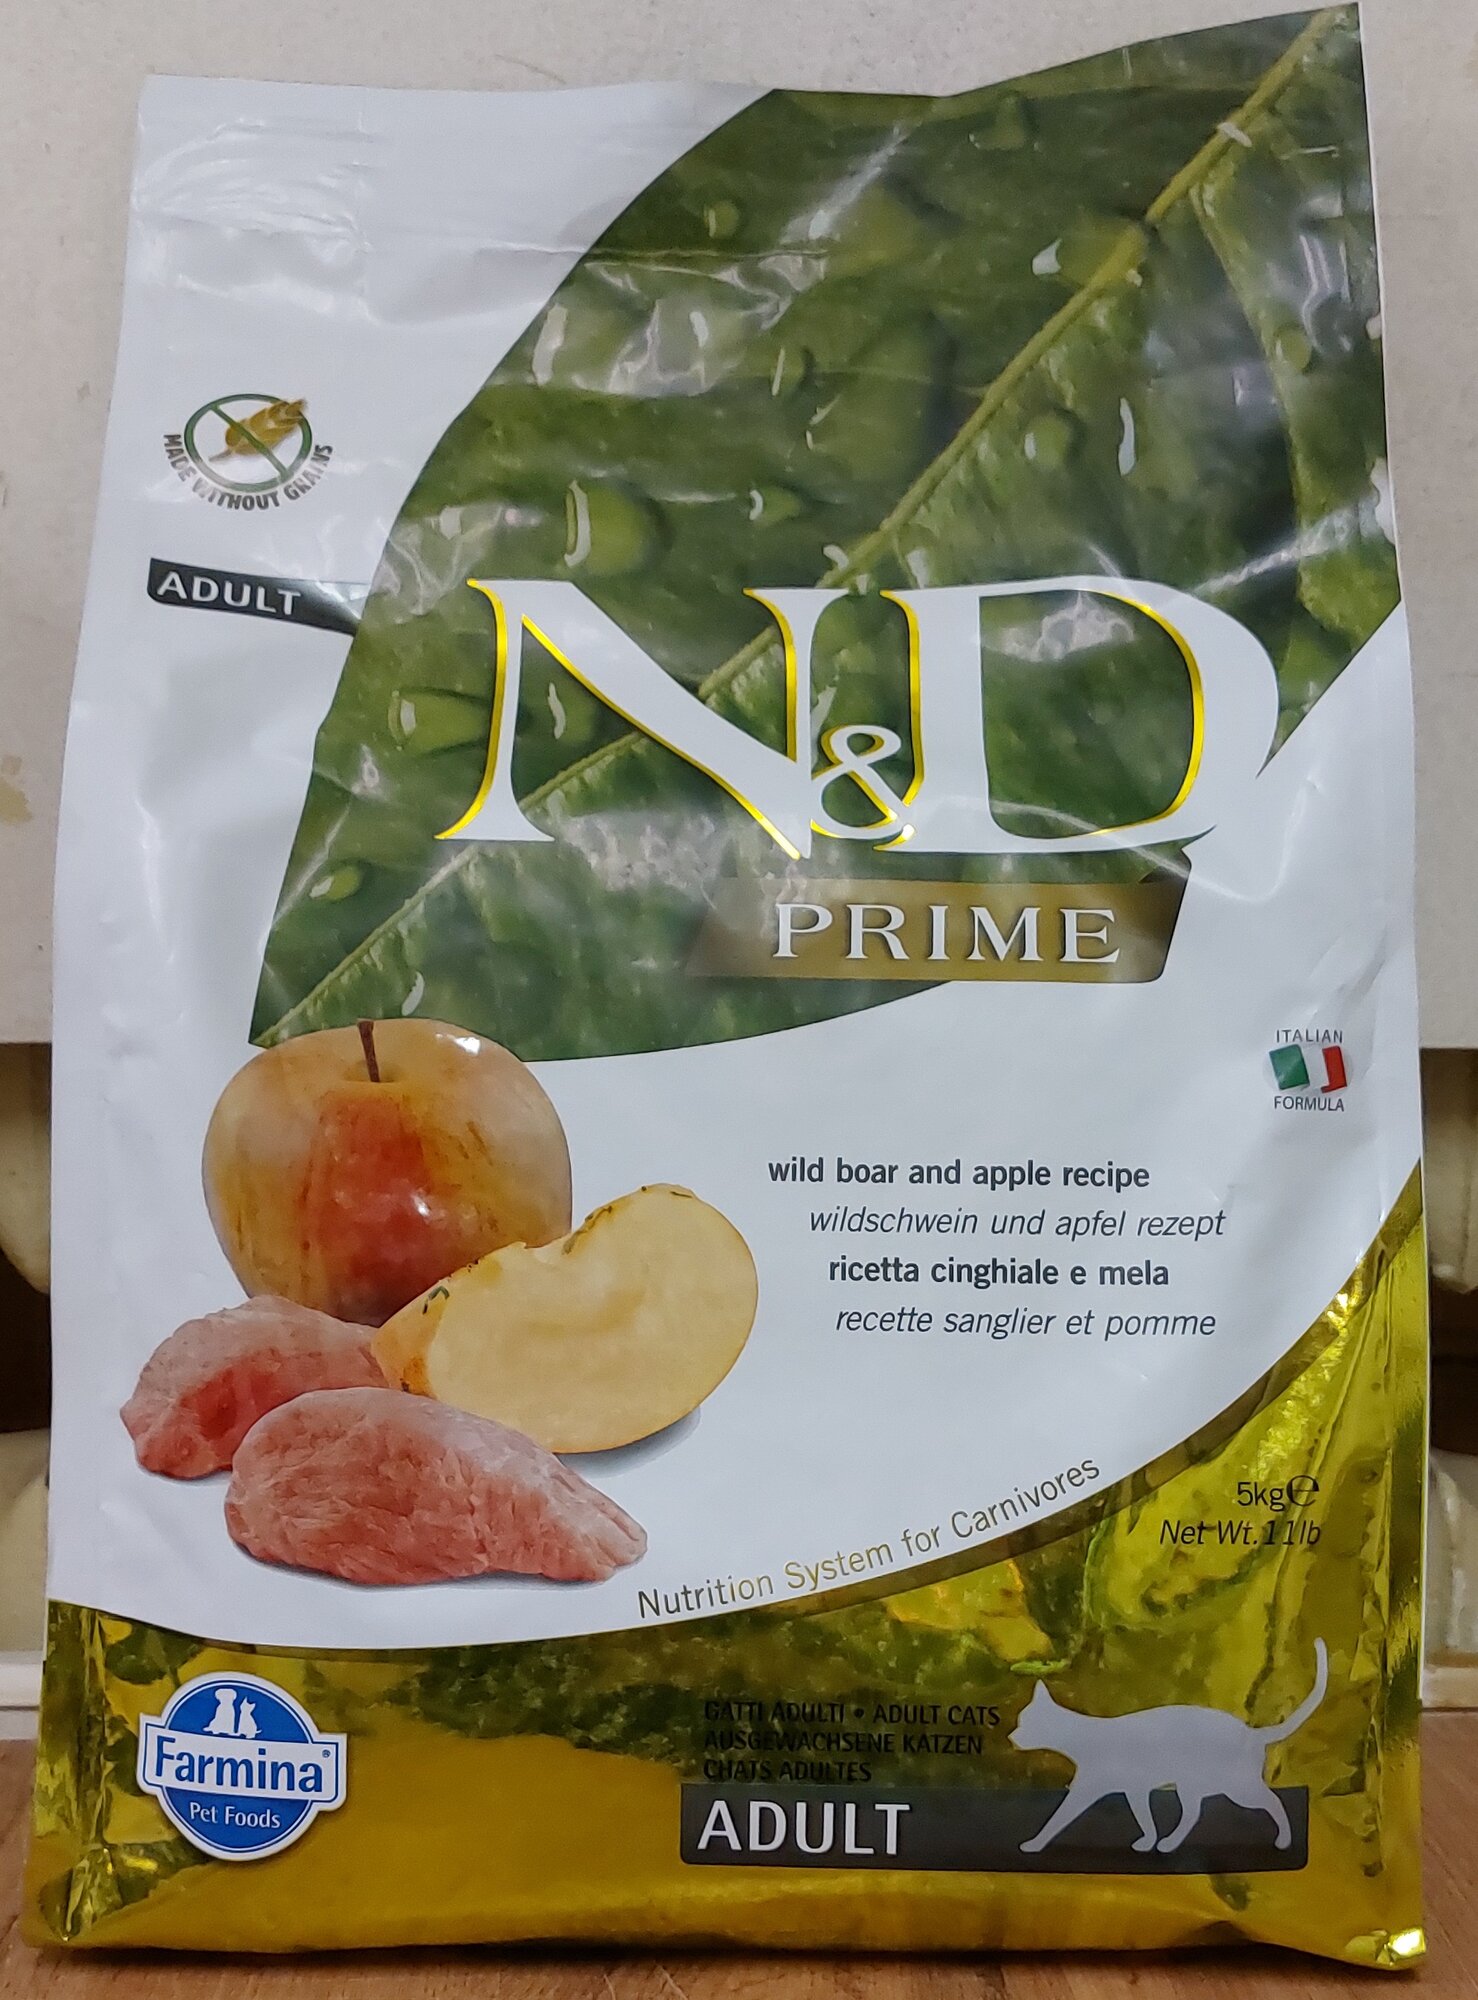 MADE WITHOUT GRAINS
ADULT
N&D
PRIME
ITALIAN
FORMULA
wild boar and apple recipe
wildschwein und apfel rezept
ricetta cinghiale e mela
recette sanglier et pomme
Nutrition System for Carnivores
5kg℮
Net Wt.11lb
Farmina®
Pet Foods
GATTI ADULTI • ADULT CATS
AUSGEWACHSENE KATZEN
CHATS ADULTES
ADULT